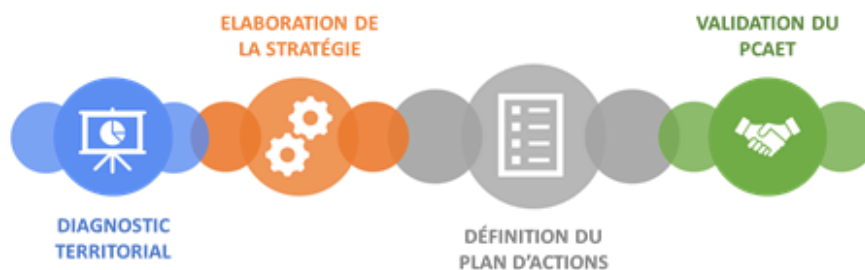 ELABORATION DE
LA STRATÉGIE
VALIDATION DU
PCAET
DIAGNOSTIC
TERRITORIAL
DÉFINITION DU
PLAN D'ACTIONS